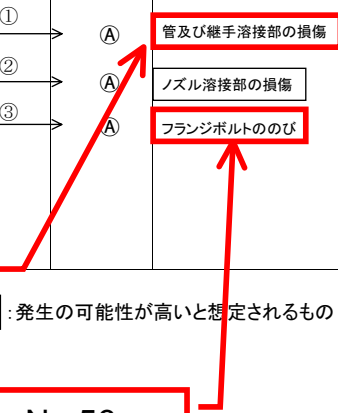 ① Ⓐ 管及び継手溶接部の損傷
② Ⓐ ノズル溶接部の損傷
③ Ⓐ フランジボルトののび
:発生の可能性が高いと想定されるもの